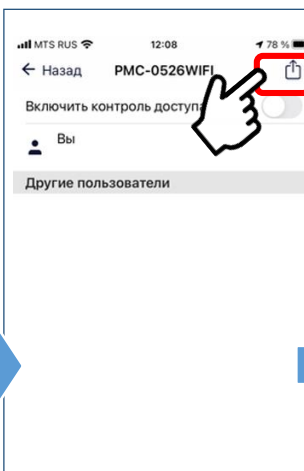 MTS RUS 12:08 78 %
← Назад PMC-0526WIFI
Включить контроль доступа
Вы
Другие пользователи